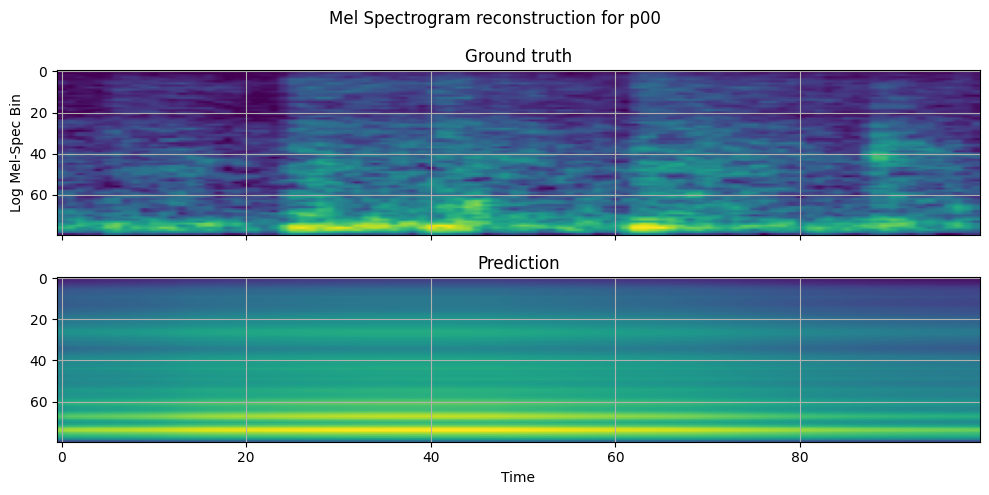 Mel Spectrogram reconstruction for p00
Ground truth
Log Mel-Spec Bin
0
20
40
60
Prediction
0
20
40
60
0 20 40 60 80
Time